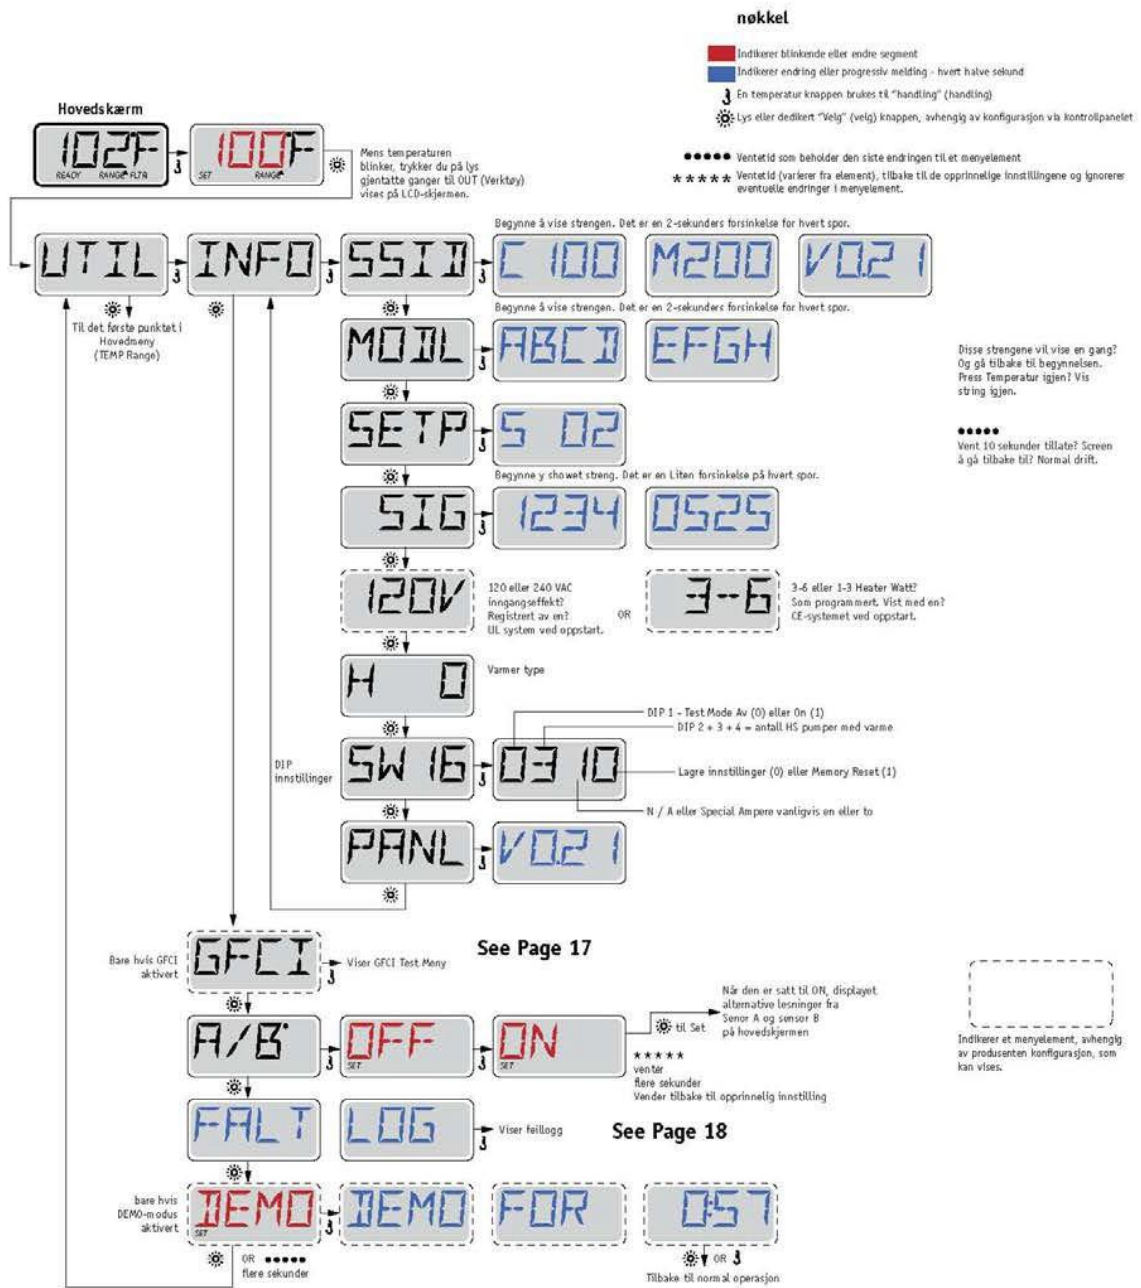 nøkkel
Indikerer blinkende eller endre segment
Indikerer endring eller progressiv melding - hvert halve sekund
En temperatur knappen brukes til "handling" (handling)
Lys eller dedikert "Velg" (velg) knappen, avhengig av konfigurasjon via kontrollpanelet
••••• Ventetid som beholder den siste endringen til et menyelement
***** Ventetid (varierer fra element), tilbake til de opprinnelige innstillingene og ignorerer
eventuelle endringer i menyelement.
Hovedskærm
102°F
READY RANGE FLTR
100°F
SET RANGE
Mens temperaturen
blinker, trykker du på lys
gjentatte ganger til OUT (Verktøy)
vises på LCD-skjermen.
Begynne å vise strengen. Det er en 2-sekunders forsinkelse for hvert spor.
UTIL
INFO
SSID
C 100
M200
V0.21
Til det første punktet i
Hovedmeny
(TEMP Range)
Begynne å vise strengen. Det er en 2-sekunders forsinkelse for hvert spor.
MODL
ABCD
EFGH
Disse strengene vil vise en gang?
Og gå tilbake til begynnelsen.
Press Temperatur igjen? Vis
string igjen.
•••••
Vent 10 sekunder tillate? Screen
å gå tilbake til? Normal drift.
SETP
S 02
Begynne y showet streng. Det er en Liten forsinkelse på hvert spor.
SIG
1234
0525
120V
120 eller 240 VAC
inngangseffekt?
Registrert av en?
UL system ved oppstart.
OR
3--6
3-6 eller 1-3 Heater Watt?
Som programmert. Vist med en?
CE-systemet ved oppstart.
H 0
Varmer type
DIP 1 - Test Mode Av (0) eller On (1)
DIP 2 + 3 + 4 = antall HS pumper med varme
DIP
innstillinger
SW 16
0310
Lagre innstillinger (0) eller Memory Reset (1)
N / A eller Special Ampere vanligvis en eller to
PANL
V0.21
See Page 17
Bare hvis GFCI
aktivert
GFCI
Viser GFCI Test Meny
A/B°
OFF
SET
ON
SET
til Set
Når den er satt til ON, displayet
alternative lesninger fra
Senor A og sensor B
på hovedskjermen
*****
venter
flere sekunder
Vender tilbake til opprinnelig innstilling
Indikerer et menyelement, avhengig
av produsenten konfigurasjon, som
kan vises.
FALT
LOG
Viser feillogg
See Page 18
bare hvis
DEMO-modus
aktivert
DEMO
SET
DEMO
FOR
0:57
OR •••••
flere sekunder
OR
Tilbake til normal operasjon